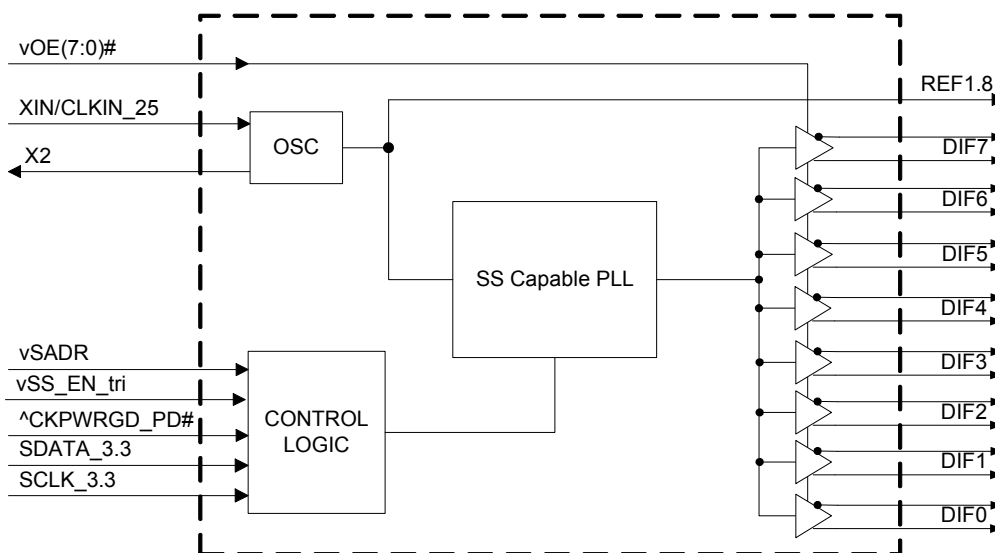 vOE(7:0)#
REF1.8
XIN/CLKIN_25
OSC
DIF7
X2
DIF6
DIF5
SS Capable PLL
DIF4
vSADR
DIF3
vSS_EN_tri
^CKPWRGD_PD#
CONTROL
LOGIC
DIF2
SDATA_3.3
DIF1
SCLK_3.3
DIF0